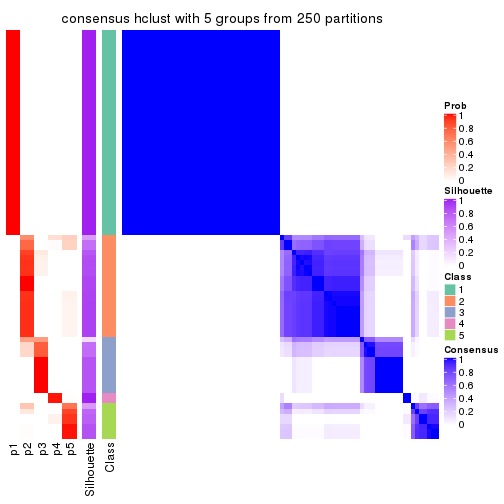 consensus hclust with 5 groups from 250 partitions
Prob
1
0.8
0.6
0.4
0.2
0
Silhouette
1
0.8
0.6
0.4
0.2
0
Class
1
2
3
4
5
Consensus
1
0.8
0.6
0.4
0.2
0
p1
p2
p3
p4
p5
Silhouette
Class